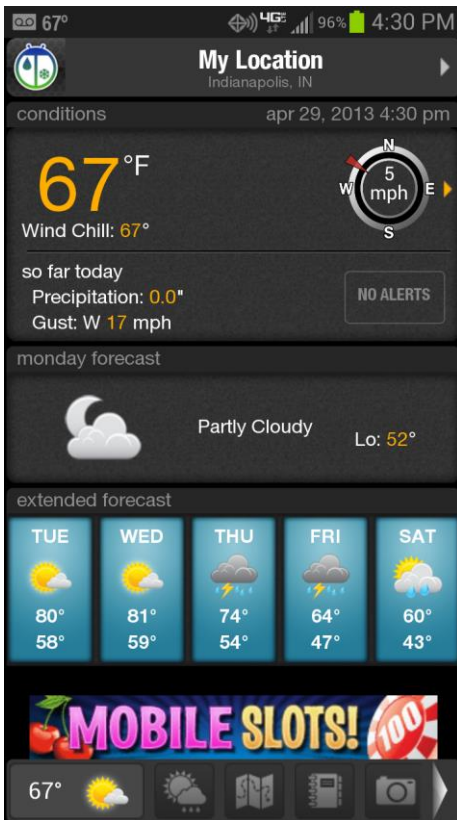 67° 4G 96% 4:30 PM
My Location
Indianapolis, IN
conditions apr 29, 2013 4:30 pm
67°F
N
W 5 E
mph
S
Wind Chill: 67°
so far today
Precipitation: 0.0"
Gust: W 17 mph
NO ALERTS
monday forecast
Partly Cloudy
Lo: 52°
extended forecast
TUE WED THU FRI SAT
80° 81° 74° 64° 60°
58° 59° 54° 47° 43°
MOBILE SLOTS! 100
67°